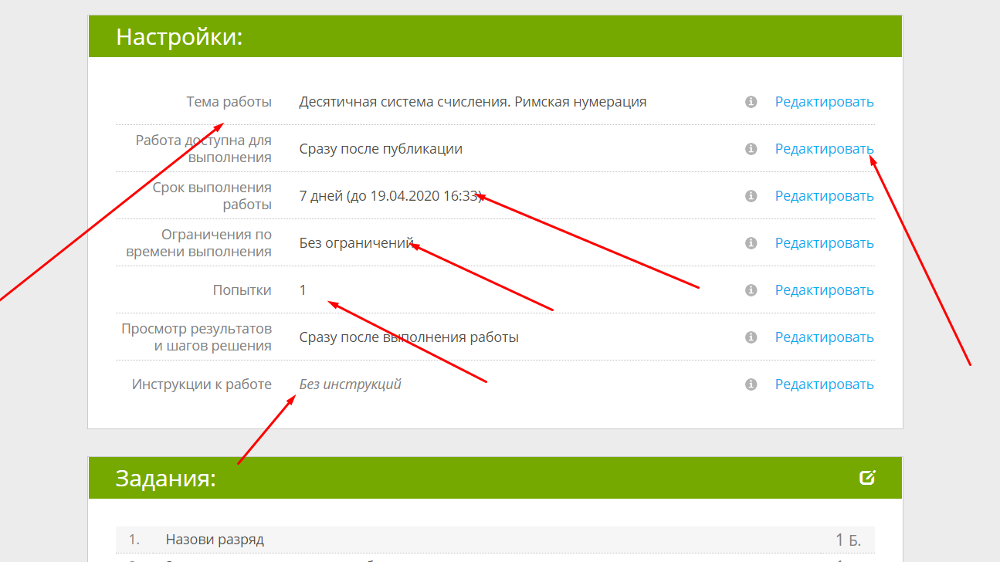 Настройки:
Тема работы Десятичная система счисления. Римская нумерация Редактировать
Работа доступна для
выполнения Сразу после публикации Редактировать
Срок выполнения
работы 7 дней (до 19.04.2020 16:33) Редактировать
Ограничения по
времени выполнения Без ограничений Редактировать
Попытки 1 Редактировать
Просмотр результатов
и шагов решения Сразу после выполнения работы Редактировать
Инструкции к работе Без инструкций Редактировать
Задания:
1. Назови разряд 1 Б.